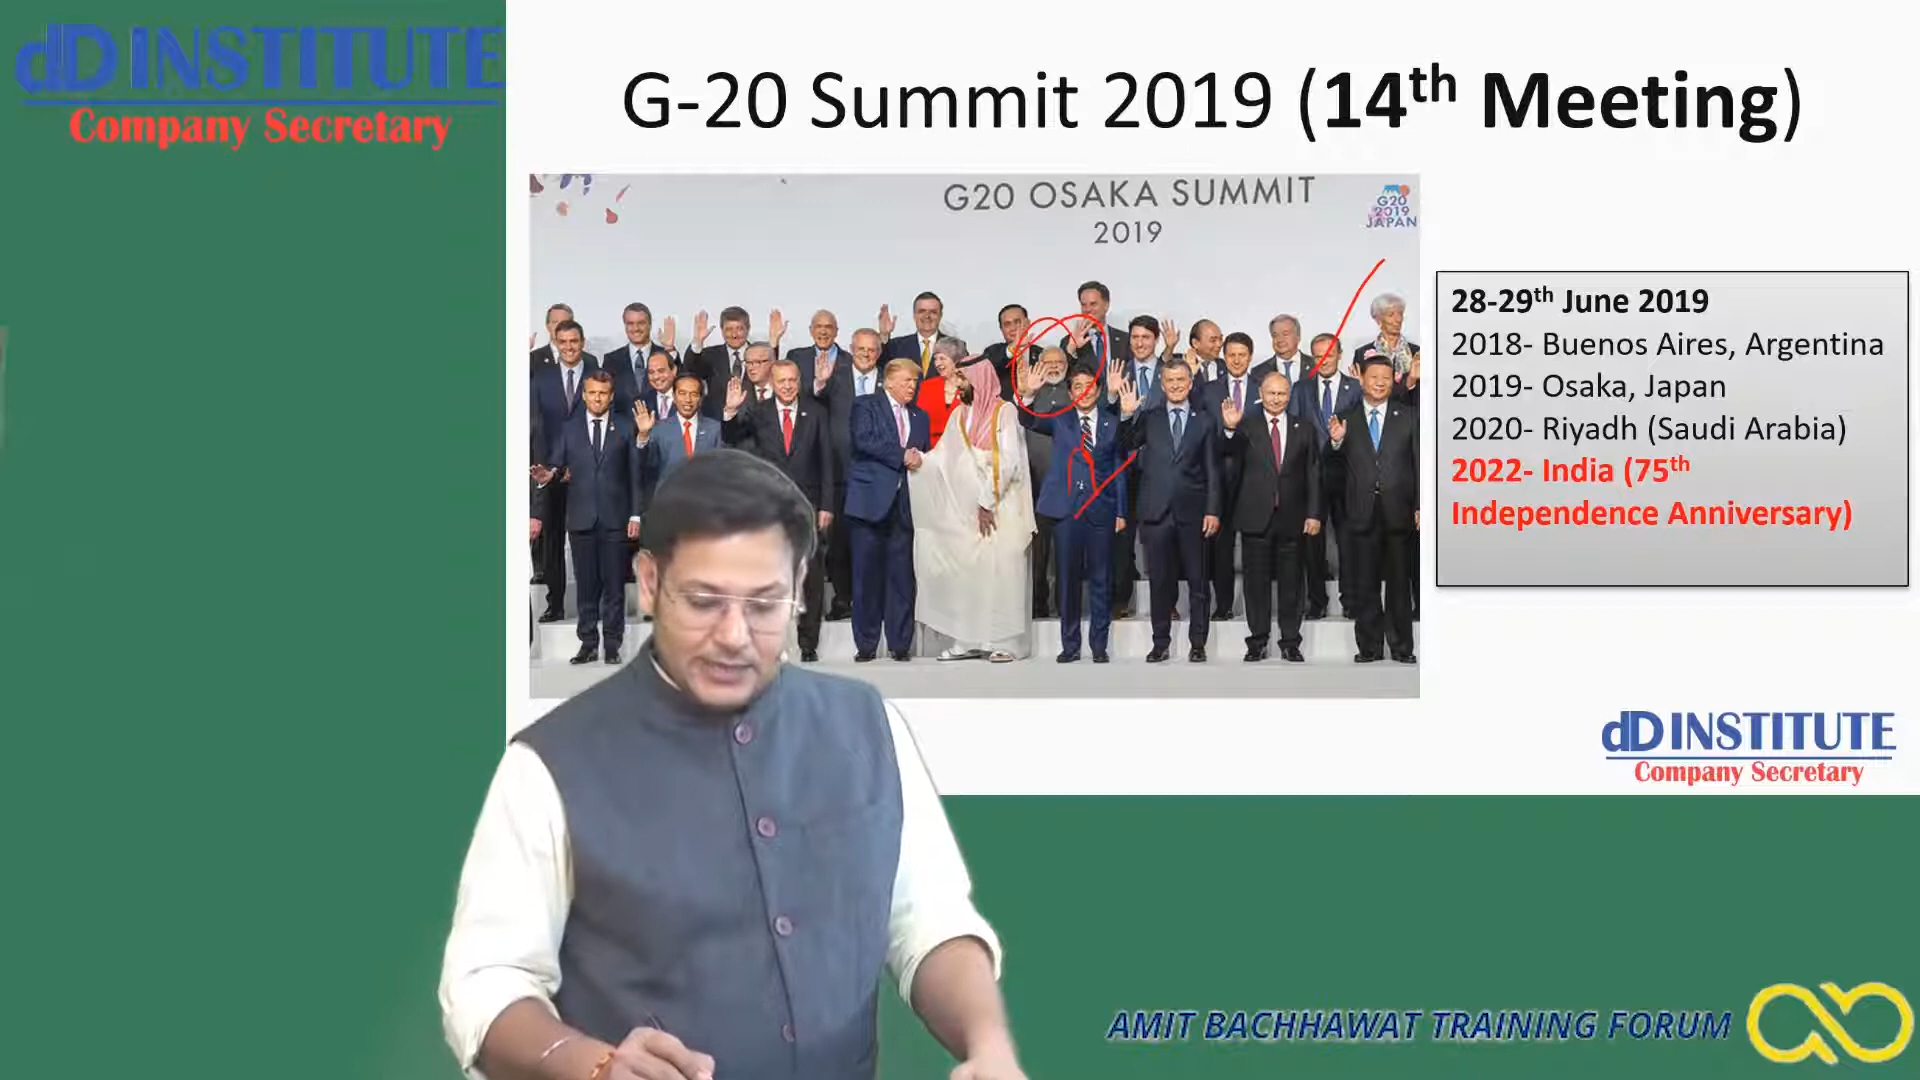 dD INSTITUTE
Company Secretary
G-20 Summit 2019 (14th Meeting)
G20 OSAKA SUMMIT
2019
G20
2019
JAPAN
28-29th June 2019
2018- Buenos Aires, Argentina
2019- Osaka, Japan
2020- Riyadh (Saudi Arabia)
2022- India (75th
Independence Anniversary)
dD INSTITUTE
Company Secretary
AMIT BACHHAWAT TRAINING FORUM